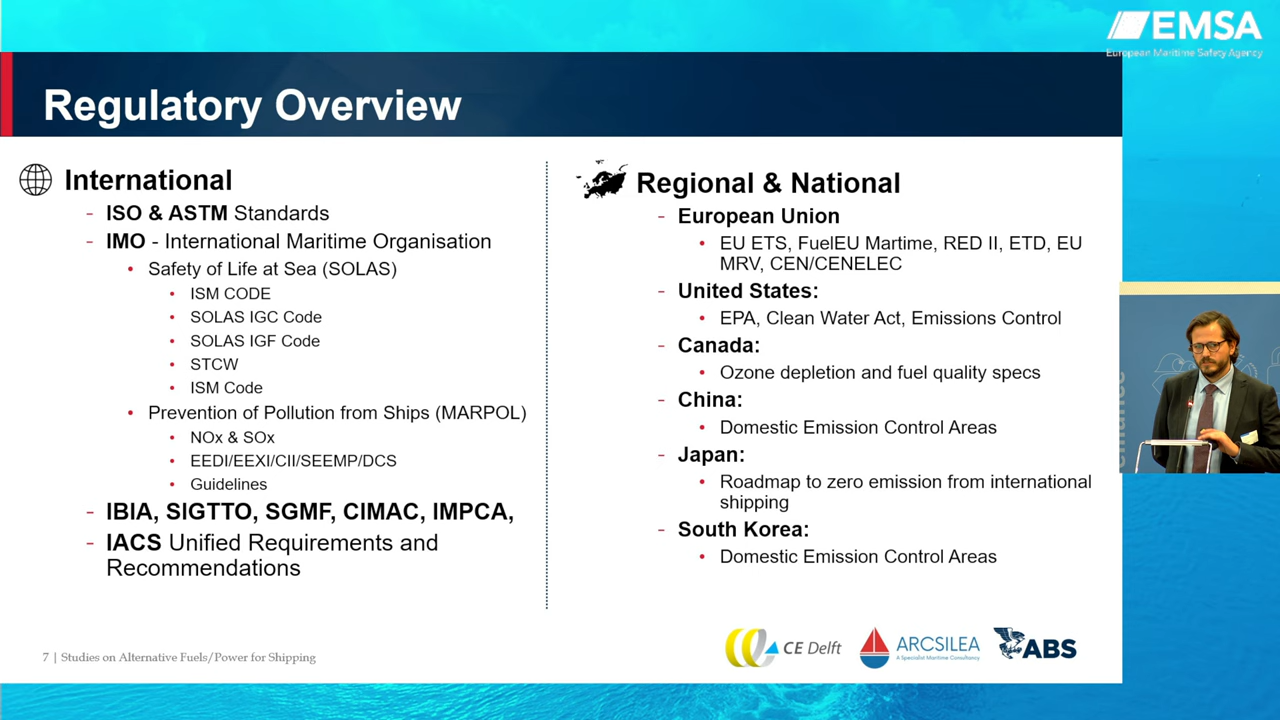 EMSA
European Maritime Safety Agency
Regulatory Overview
International
- ISO & ASTM Standards
- IMO - International Maritime Organisation
• Safety of Life at Sea (SOLAS)
• ISM CODE
• SOLAS IGC Code
• SOLAS IGF Code
• STCW
• ISM Code
• Prevention of Pollution from Ships (MARPOL)
• NOx & SOx
• EEDI/EEXI/CII/SEEMP/DCS
• Guidelines
- IBIA, SIGTTO, SGMF, CIMAC, IMPCA,
- IACS Unified Requirements and
Recommendations
Regional & National
- European Union
• EU ETS, FuelEU Martime, RED II, ETD, EU
MRV, CEN/CENELEC
- United States:
• EPA, Clean Water Act, Emissions Control
- Canada:
• Ozone depletion and fuel quality specs
- China:
• Domestic Emission Control Areas
- Japan:
• Roadmap to zero emission from international
shipping
- South Korea:
• Domestic Emission Control Areas
7 | Studies on Alternative Fuels/Power for Shipping
CE Delft
ARCSILEA
A Specialist Maritime Consultancy
ABS